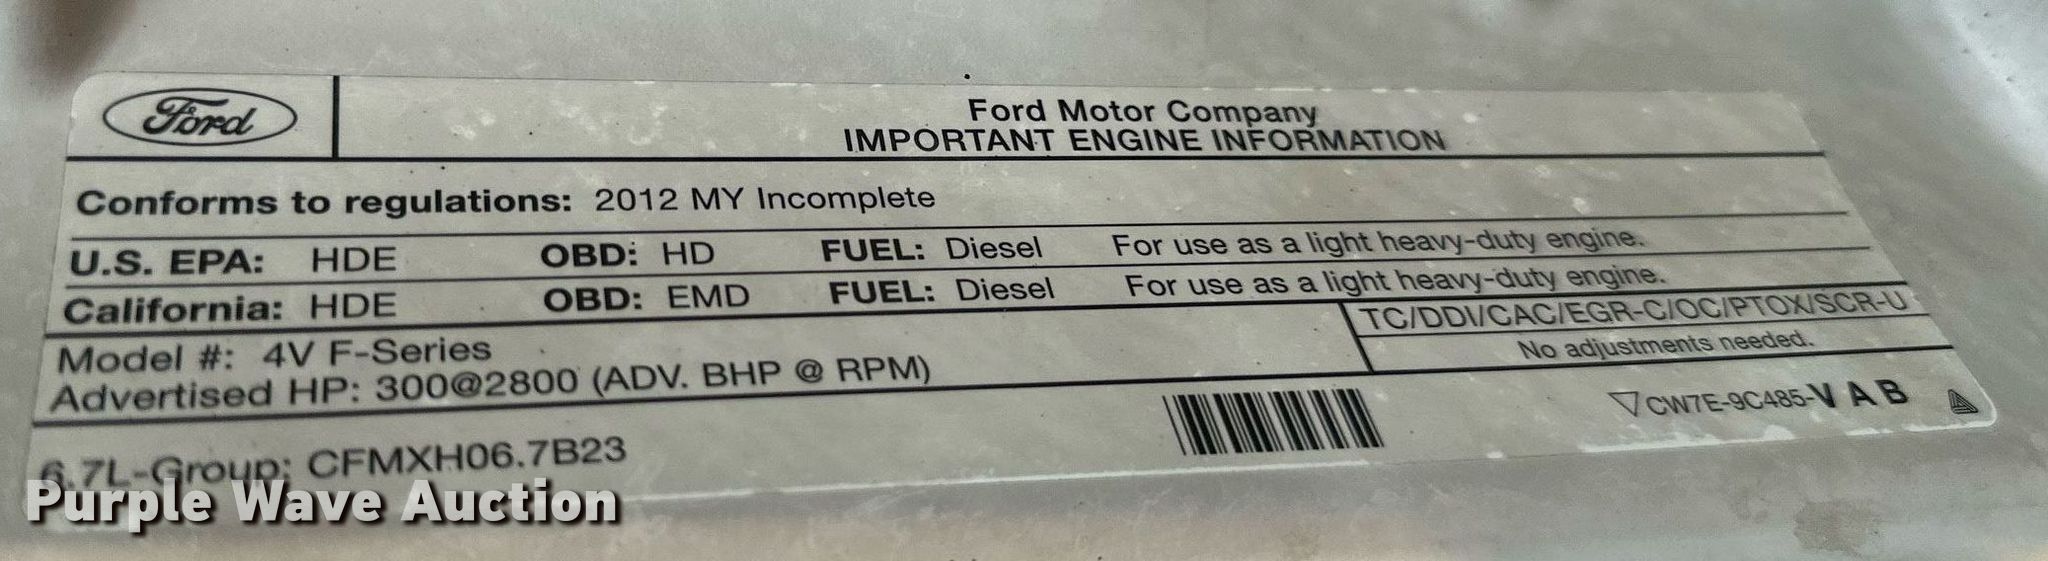 Ford
Ford Motor Company
IMPORTANT ENGINE INFORMATION
Conforms to regulations: 2012 MY Incomplete
U.S. EPA: HDE OBD: HD FUEL: Diesel For use as a light heavy-duty engine.
California: HDE OBD: EMD FUEL: Diesel For use as a light heavy-duty engine.
TC/DDI/CAC/EGR-C/OC/PTOX/SCR-U
No adjustments needed.
Model #: 4V F-Series
Advertised HP: 300@2800 (ADV. BHP @ RPM)
CW7E-9C485-VAB
6.7L-Group: CFMXH06.7B23
Purple Wave Auction